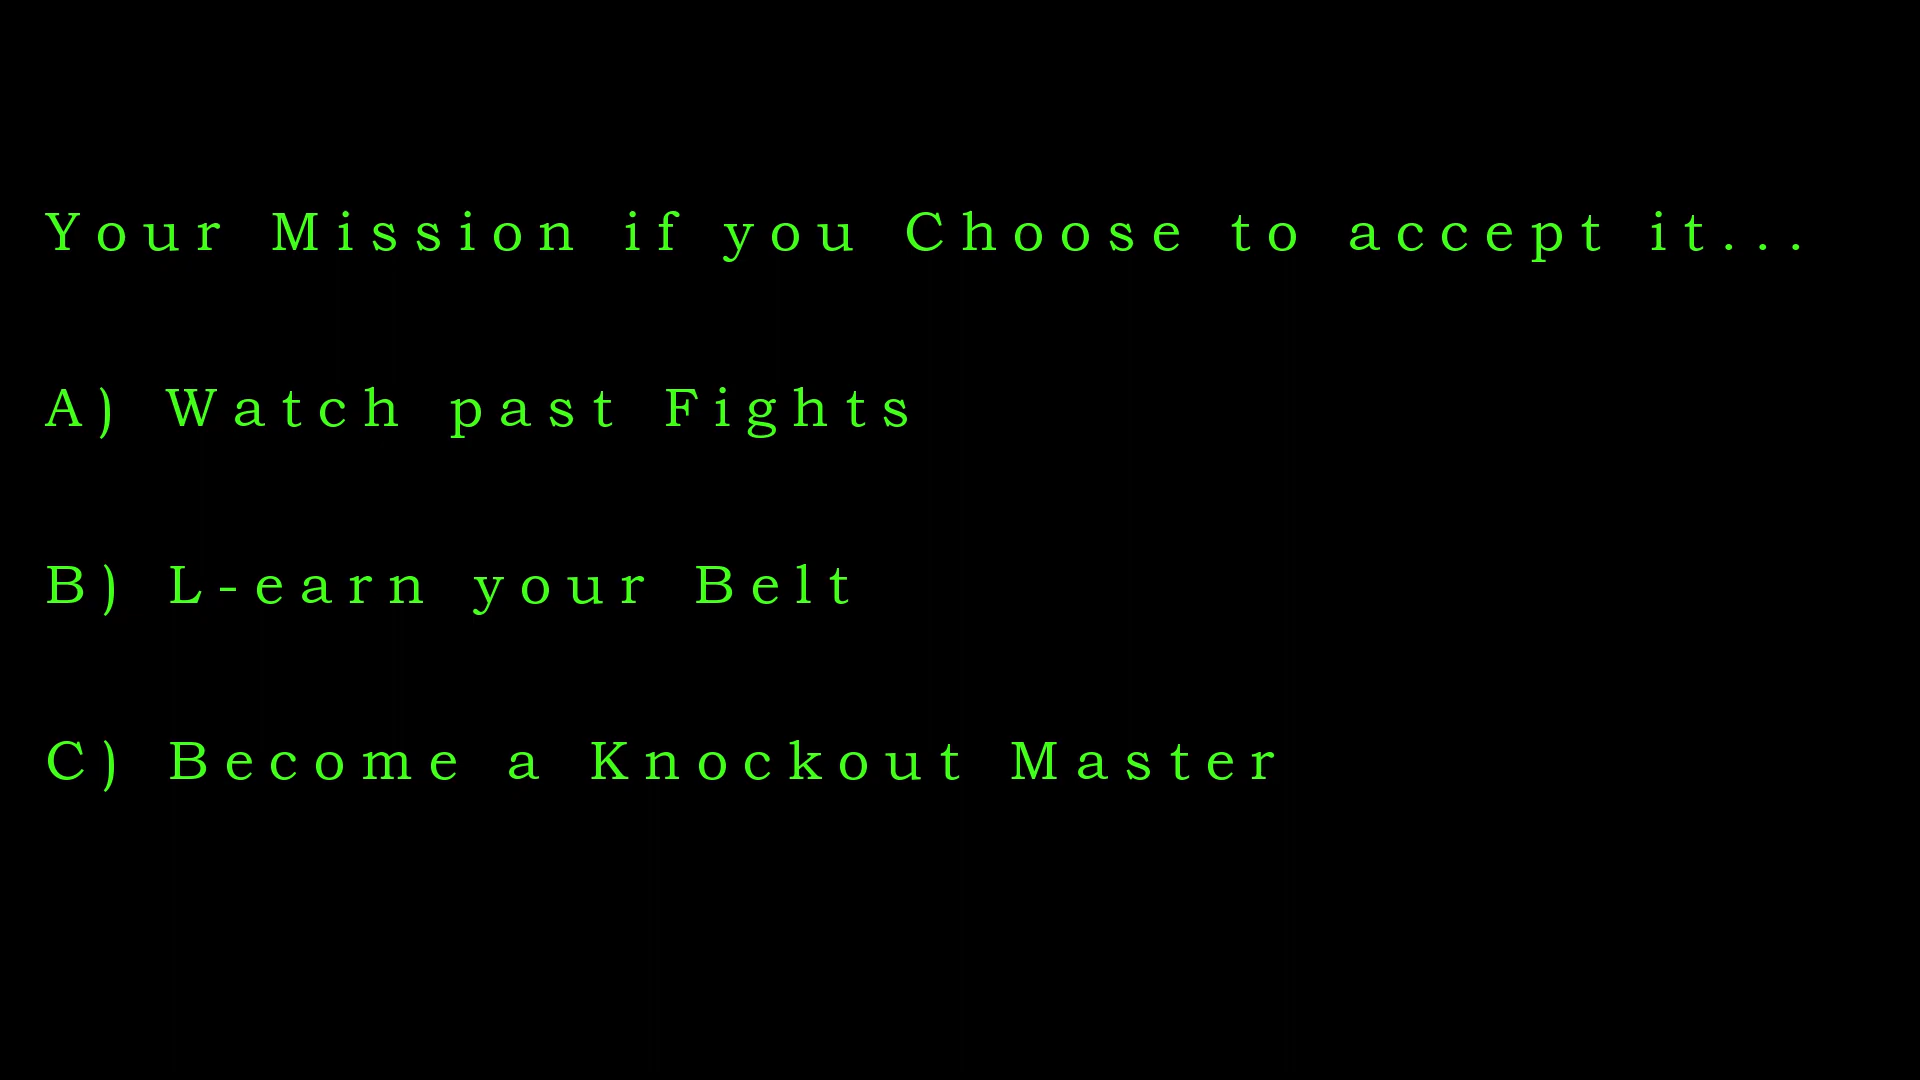 Your Mission if you Choose to accept it...
A) Watch past Fights
B) L-earn your Belt
C) Become a Knockout Master